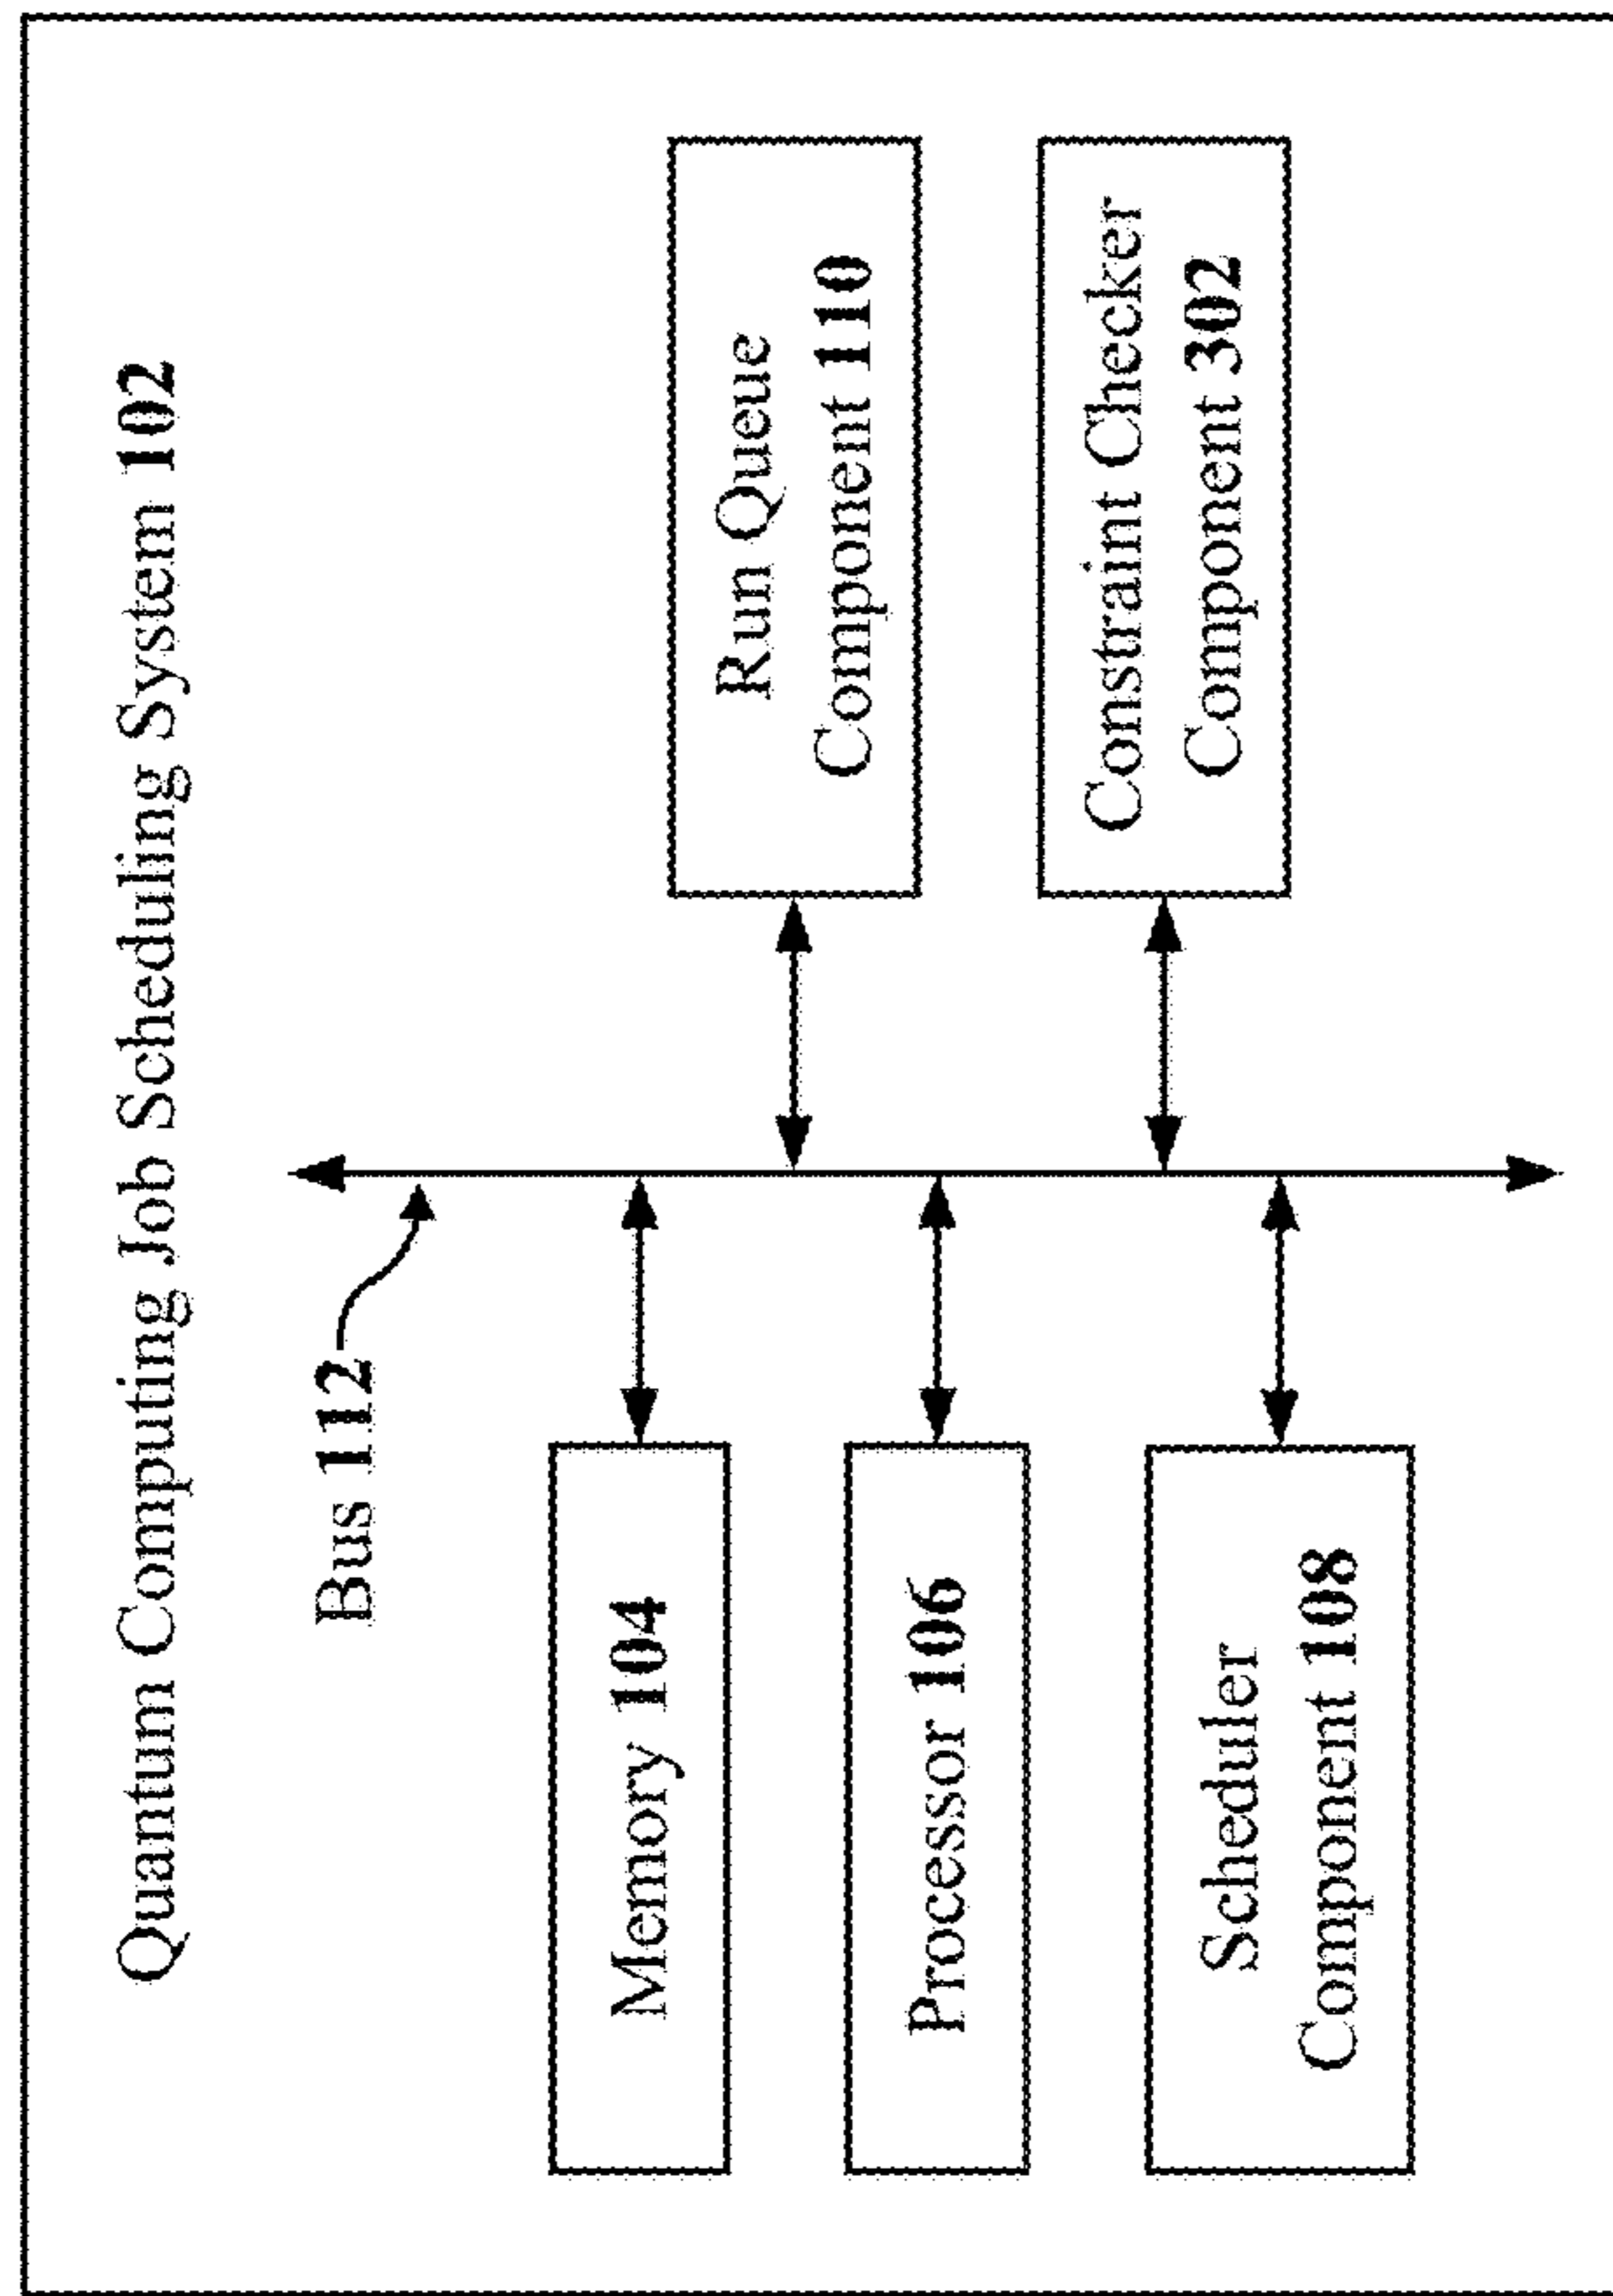 Quantum Computing Job Scheduling System 102
Bus 112
Memory 104
Processor 106
Scheduler
Component 108
Run Queue
Component 110
Constraint Checker
Component 302